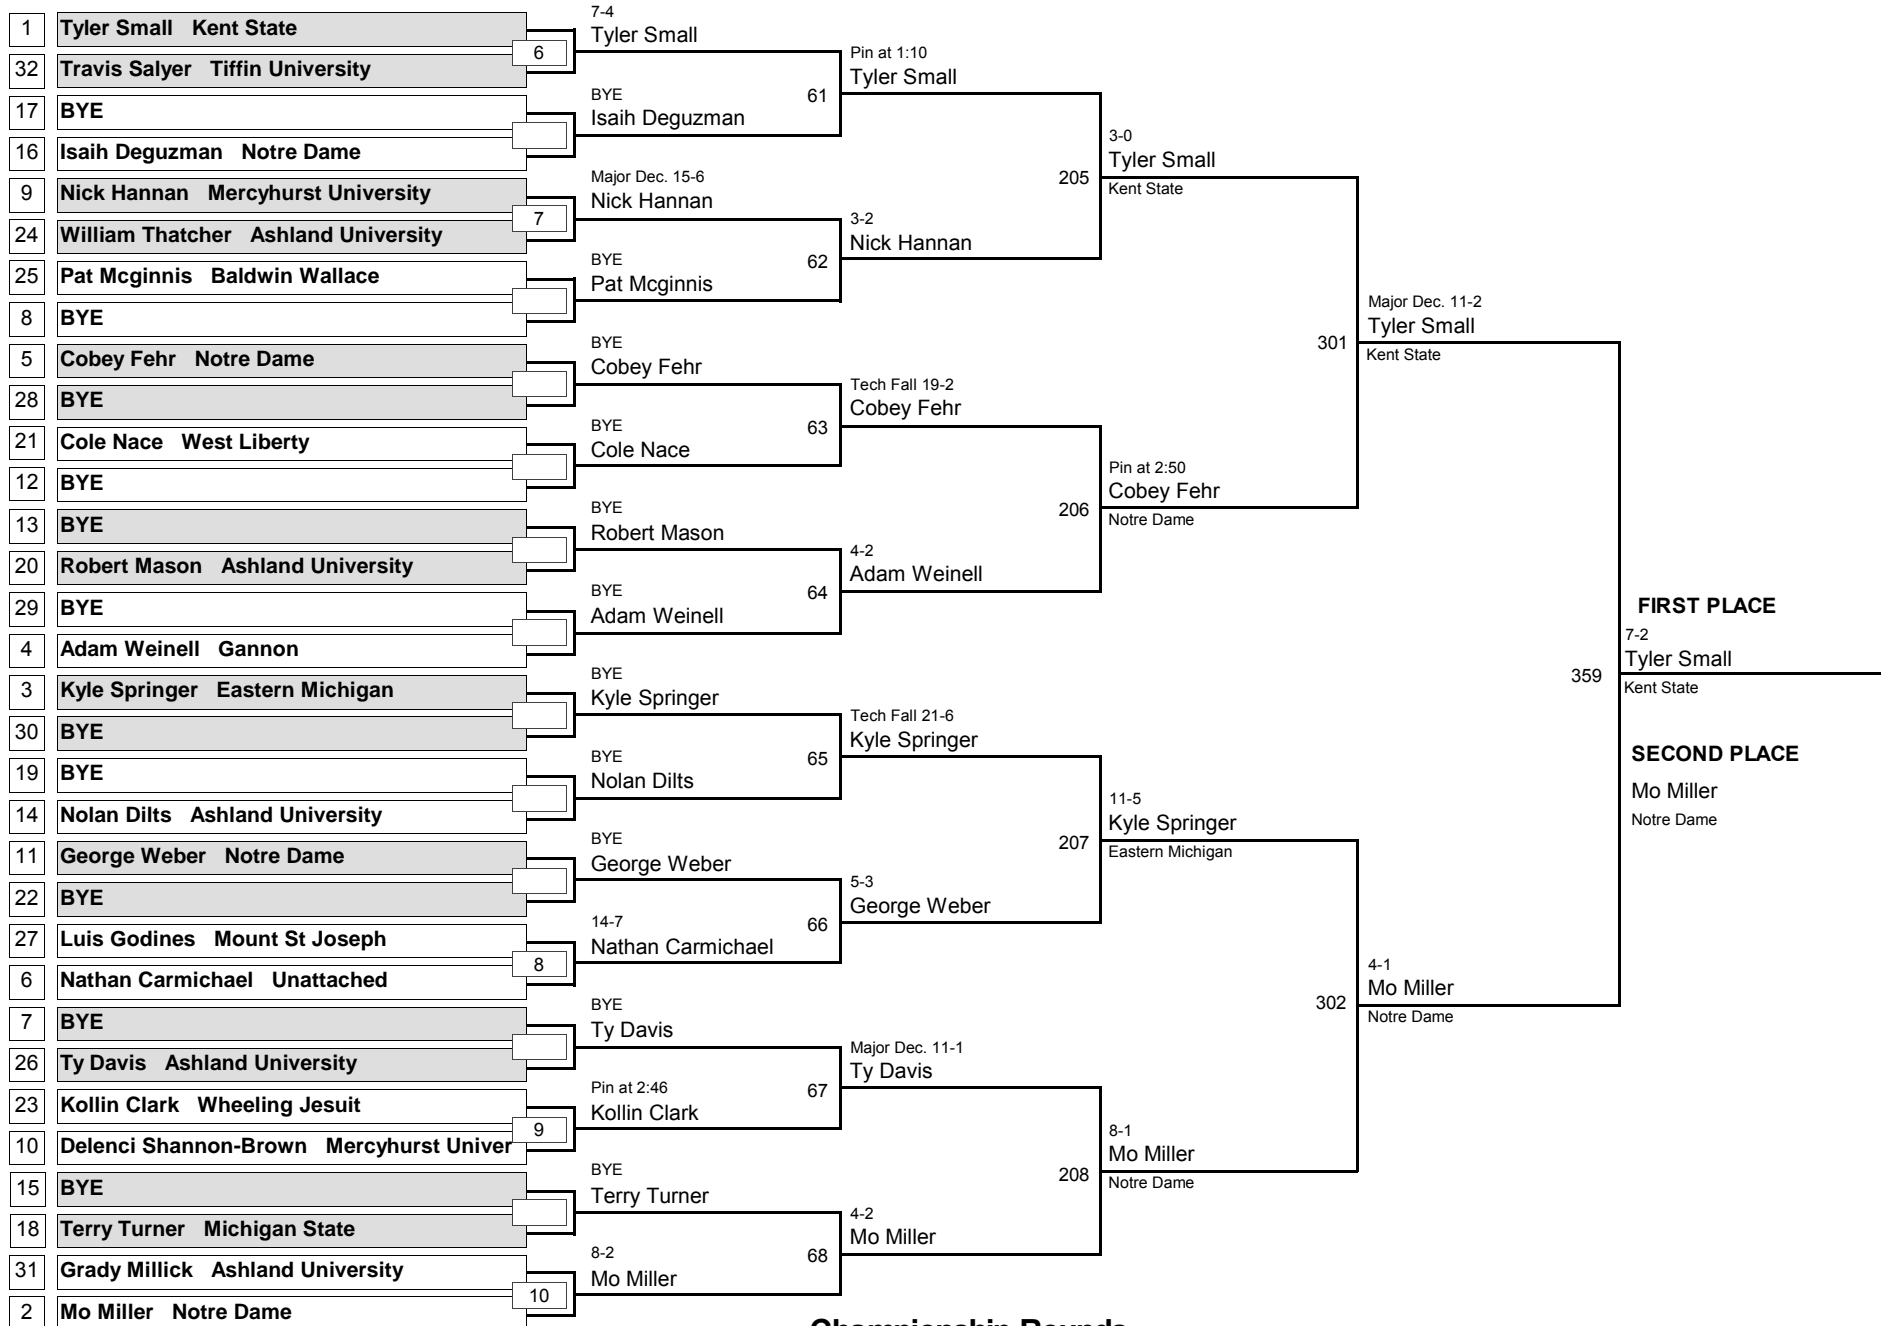 1 Tyler Small Kent State
32 Travis Salyer Tiffin University
17 BYE
16 Isaih Deguzman Notre Dame
9 Nick Hannan Mercyhurst University
24 William Thatcher Ashland University
25 Pat Mcginnis Baldwin Wallace
8 BYE
5 Cobey Fehr Notre Dame
28 BYE
21 Cole Nace West Liberty
12 BYE
13 BYE
20 Robert Mason Ashland University
29 BYE
4 Adam Weinell Gannon
3 Kyle Springer Eastern Michigan
30 BYE
19 BYE
14 Nolan Dilts Ashland University
11 George Weber Notre Dame
22 BYE
27 Luis Godines Mount St Joseph
6 Nathan Carmichael Unattached
7 BYE
26 Ty Davis Ashland University
23 Kollin Clark Wheeling Jesuit
10 Delenci Shannon-Brown Mercyhurst Univer
15 BYE
18 Terry Turner Michigan State
31 Grady Millick Ashland University
2 Mo Miller Notre Dame
6
7
8
9
10
7-4
Tyler Small
BYE
Isaih Deguzman
Major Dec. 15-6
Nick Hannan
BYE
Pat Mcginnis
BYE
Cobey Fehr
BYE
Cole Nace
BYE
Robert Mason
BYE
Adam Weinell
BYE
Kyle Springer
BYE
Nolan Dilts
BYE
George Weber
14-7
Nathan Carmichael
BYE
Ty Davis
Pin at 2:46
Kollin Clark
BYE
Terry Turner
8-2
Mo Miller
61
62
63
64
65
66
67
68
Pin at 1:10
Tyler Small
3-2
Nick Hannan
Tech Fall 19-2
Cobey Fehr
4-2
Adam Weinell
Tech Fall 21-6
Kyle Springer
5-3
George Weber
Major Dec. 11-1
Ty Davis
4-2
Mo Miller
205
206
207
208
3-0
Tyler Small
Kent State
Pin at 2:50
Cobey Fehr
Notre Dame
11-5
Kyle Springer
Eastern Michigan
8-1
Mo Miller
Notre Dame
301
302
Major Dec. 11-2
Tyler Small
Kent State
4-1
Mo Miller
Notre Dame
359
FIRST PLACE
7-2
Tyler Small
Kent State
SECOND PLACE
Mo Miller
Notre Dame
Championship Rounds